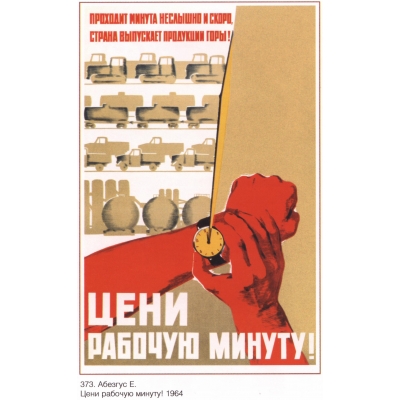 ПРОХОДИТ МИНУТА НЕСЛЫШНО И СКОРО,
СТРАНА ВЫПУСКАЕТ ПРОДУКЦИИ ГОРЫ!
ЦЕНИ
РАБОЧУЮ МИНУТУ!
373. Абезгус Е.
Цени рабочую минуту! 1964